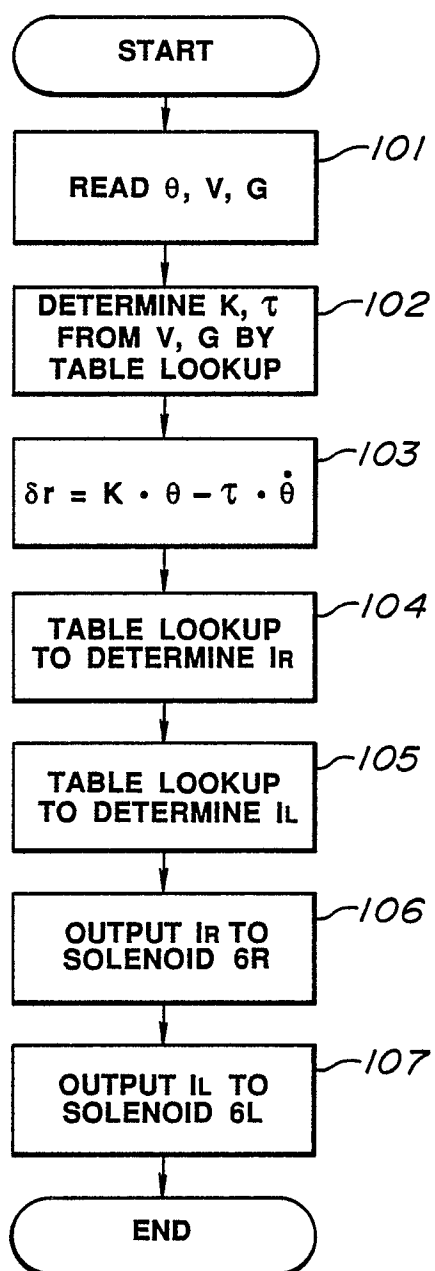 START
101
READ θ, V, G
102
DETERMINE K, τ
FROM V, G BY
TABLE LOOKUP
103
δr = K · θ – τ · θ̇
104
TABLE LOOKUP
TO DETERMINE IR
105
TABLE LOOKUP
TO DETERMINE IL
106
OUTPUT IR TO
SOLENOID 6R
107
OUTPUT IL TO
SOLENOID 6L
END